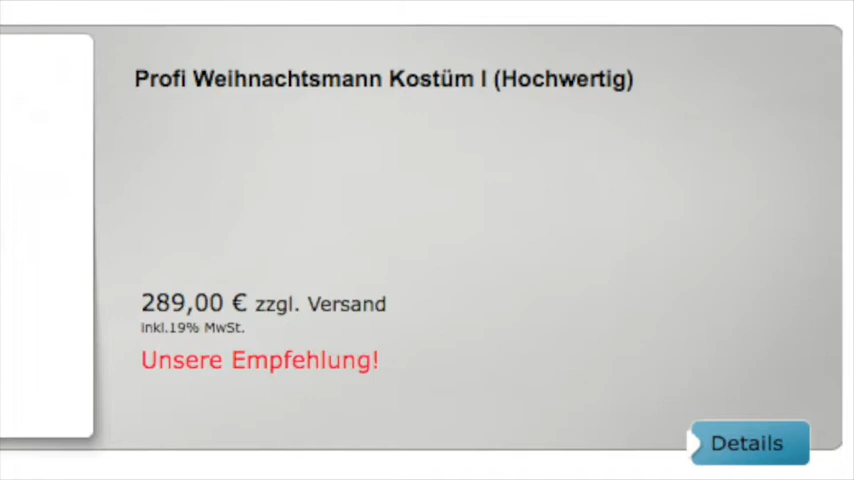 Profi Weihnachtsmann Kostüm I (Hochwertig)
289,00 € zzgl. Versand
inkl.19% MwSt.
Unsere Empfehlung!
Details